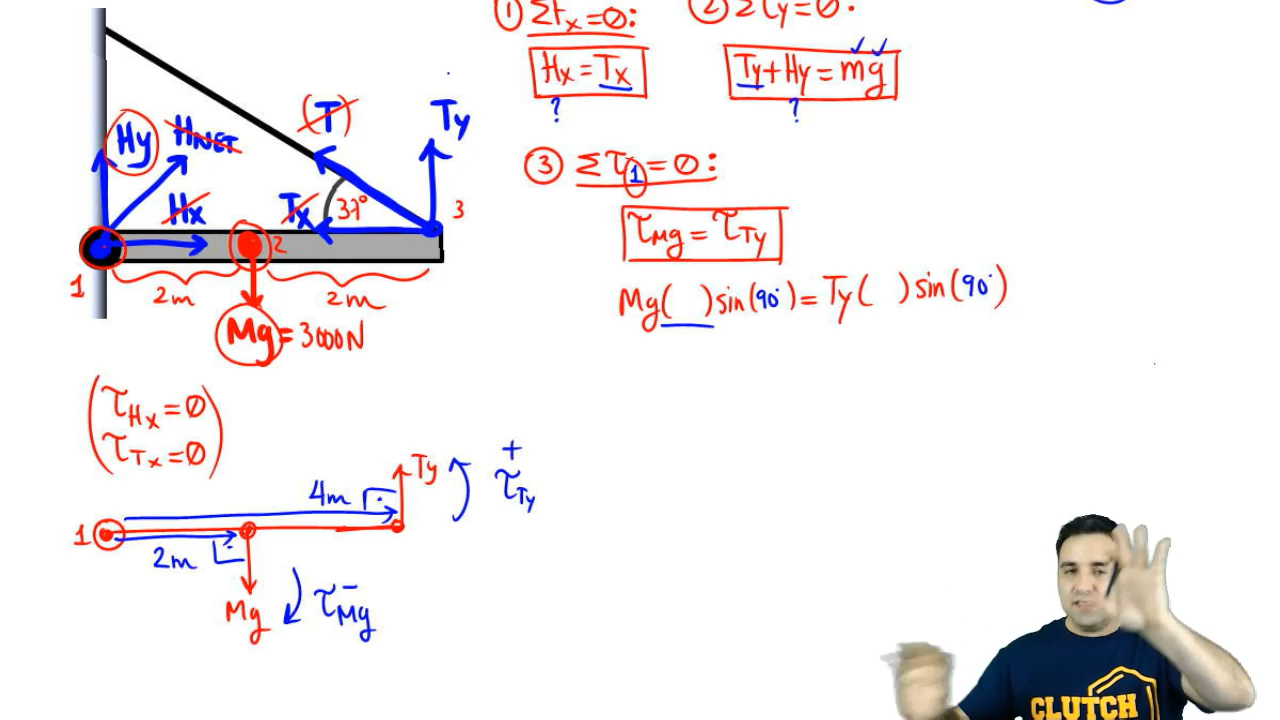 ① ΣFx = 0:
② Στy = 0:
Hx = Tx
?
Ty + Hy = mg
?
(T)
Ty
Hy
HNET
Hx
Tx
37°
3
1
2
2m
2m
Mg = 3000N
③ Στ1 = 0:
τMg = τTy
Mg( ) sin(90°) = Ty( ) sin(90°)
(τHx = 0
τTx = 0)
4m
Ty
+
τTy
1
2m
Mg
τMg-
CLUTCH